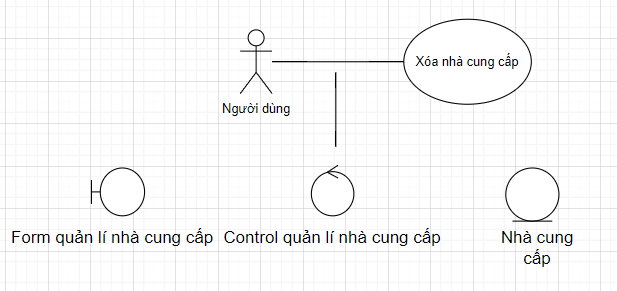 Xóa nhà cung cấp
Người dùng
Form quản lí nhà cung cấp
Control quản lí nhà cung cấp
Nhà cung
cấp